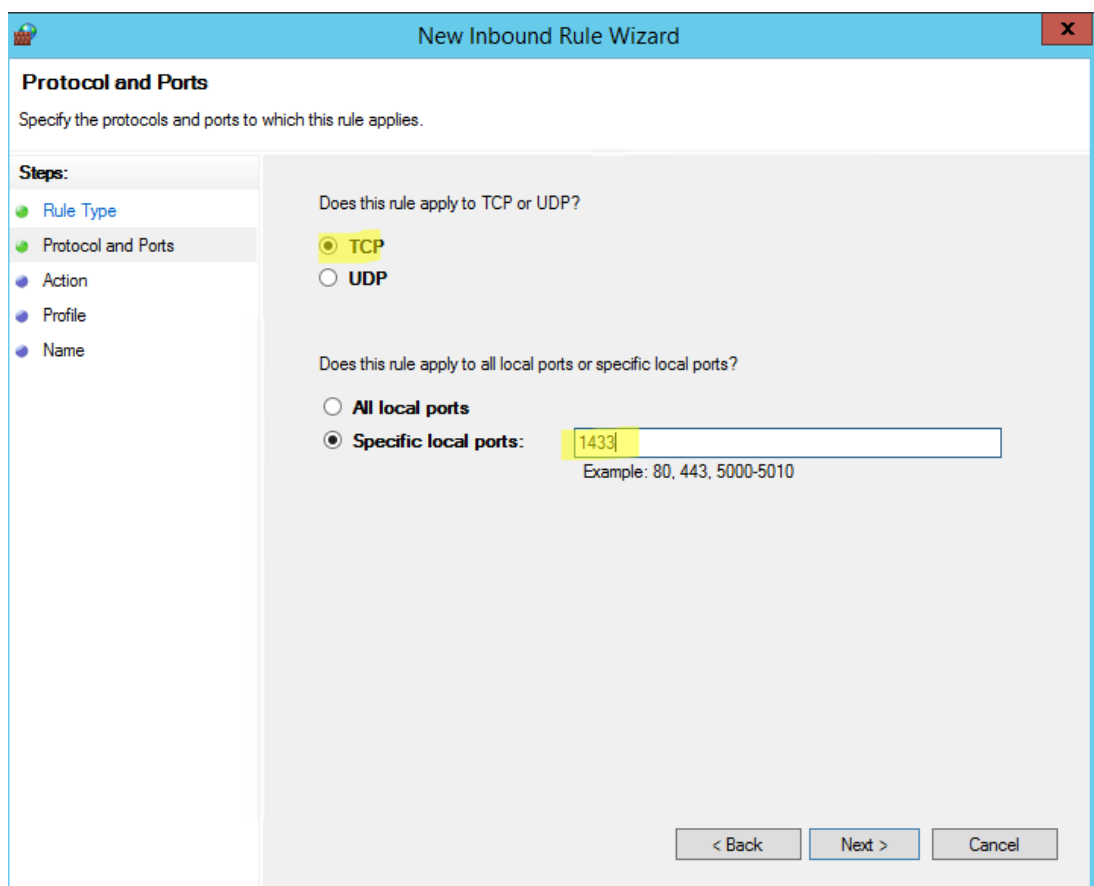 New Inbound Rule Wizard
x
Protocol and Ports
Specify the protocols and ports to which this rule applies.
Steps:
Rule Type
Protocol and Ports
Action
Profile
Name
Does this rule apply to TCP or UDP?
TCP
UDP
Does this rule apply to all local ports or specific local ports?
All local ports
Specific local ports:
1433
Example: 80, 443, 5000-5010
< Back
Next >
Cancel